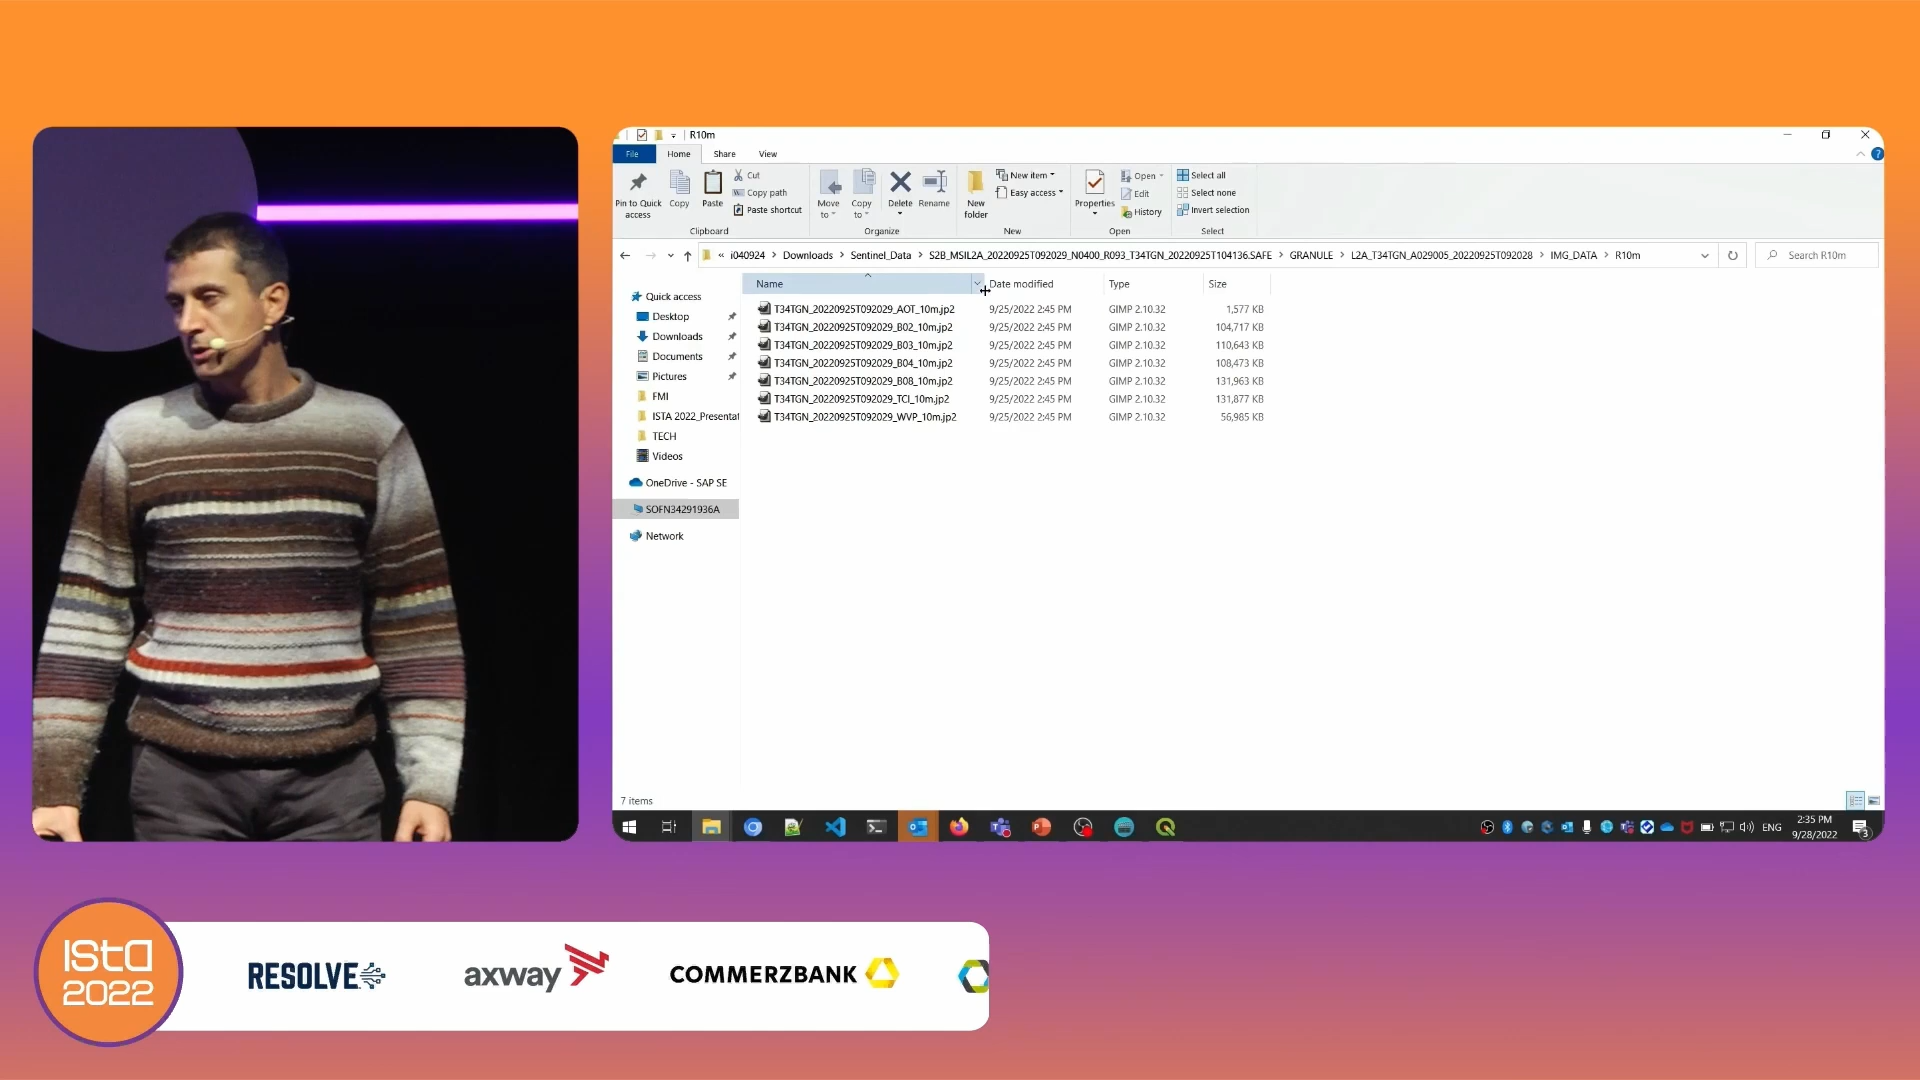 R10m
File Home Share View
Pin to Quick access
Copy
Paste
Cut
Copy path
Paste shortcut
Clipboard
Move to
Copy to
Delete
Rename
Organize
New folder
New item
Easy access
New
Properties
Open
Edit
History
Open
Select all
Select none
Invert selection
Select
« i040924 > Downloads > Sentinel_Data > S2B_MSIL2A_20220925T092029_N0400_R093_T34TGN_20220925T104136.SAFE > GRANULE > L2A_T34TGN_A029005_20220925T092028 > IMG_DATA > R10m
Search R10m
Quick access
Desktop
Downloads
Documents
Pictures
FMI
ISTA 2022_Presentat
TECH
Videos
OneDrive - SAP SE
SOFN34291936A
Network
Name Date modified Type Size
T34TGN_20220925T092029_AOT_10m.jp2 9/25/2022 2:45 PM GIMP 2.10.32 1,577 KB
T34TGN_20220925T092029_B02_10m.jp2 9/25/2022 2:45 PM GIMP 2.10.32 104,717 KB
T34TGN_20220925T092029_B03_10m.jp2 9/25/2022 2:45 PM GIMP 2.10.32 110,643 KB
T34TGN_20220925T092029_B04_10m.jp2 9/25/2022 2:45 PM GIMP 2.10.32 108,473 KB
T34TGN_20220925T092029_B08_10m.jp2 9/25/2022 2:45 PM GIMP 2.10.32 131,963 KB
T34TGN_20220925T092029_TCI_10m.jp2 9/25/2022 2:45 PM GIMP 2.10.32 131,877 KB
T34TGN_20220925T092029_WVP_10m.jp2 9/25/2022 2:45 PM GIMP 2.10.32 56,985 KB
7 items
ENG
2:35 PM
9/28/2022
3
ISTA
2022
RESOLVE
axway
COMMERZBANK